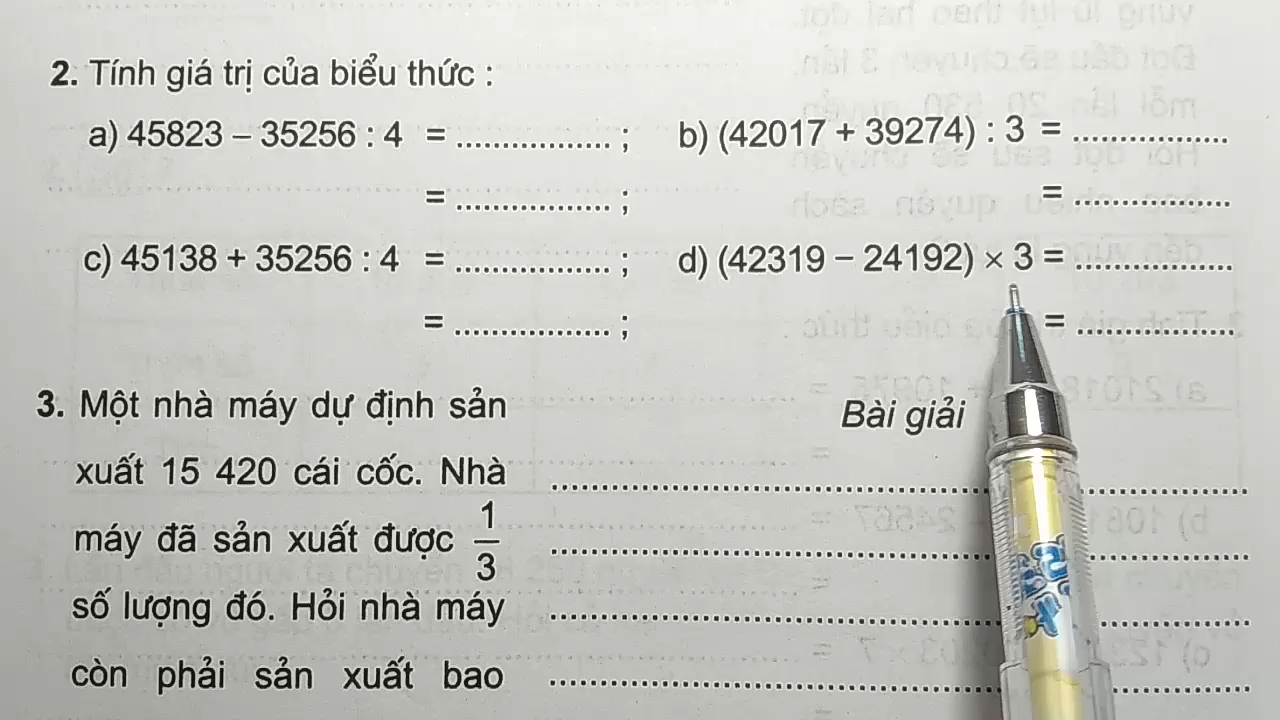 2. Tính giá trị của biểu thức :
a) 45823 – 35256 : 4 = .................. ; b) (42017 + 39274) : 3 = ..................
= .................. ; = ..................
c) 45138 + 35256 : 4 = .................. ; d) (42319 – 24192) × 3 = ..................
= .................. ; = ..................
3. Một nhà máy dự định sản
Bài giải
xuất 15 420 cái cốc. Nhà
máy đã sản xuất được 1/3
số lượng đó. Hỏi nhà máy
còn phải sản xuất bao